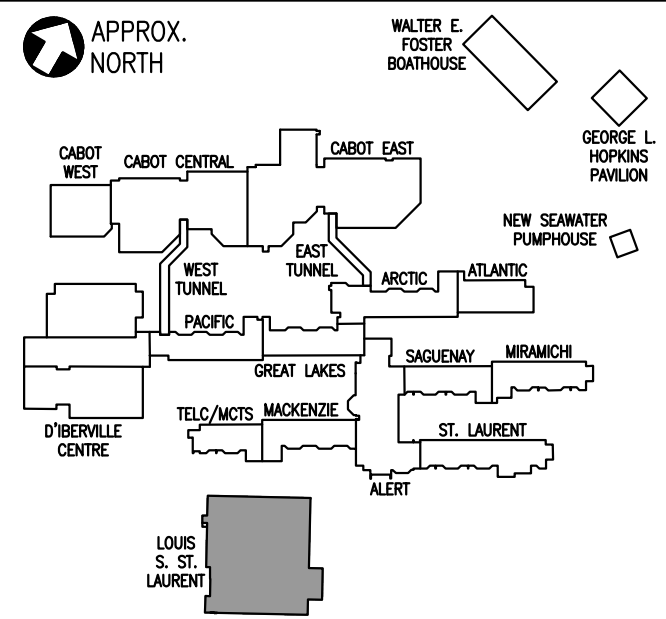 APPROX.
NORTH
WALTER E.
FOSTER
BOATHOUSE
GEORGE L.
HOPKINS
PAVILION
CABOT
WEST
CABOT CENTRAL
CABOT EAST
NEW SEAWATER
PUMPHOUSE
WEST
TUNNEL
EAST
TUNNEL
ARCTIC
ATLANTIC
PACIFIC
GREAT LAKES
SAGUENAY
MIRAMICHI
D'IBERVILLE
CENTRE
TELC/MCTS
MACKENZIE
ST. LAURENT
ALERT
LOUIS
S. ST.
LAURENT